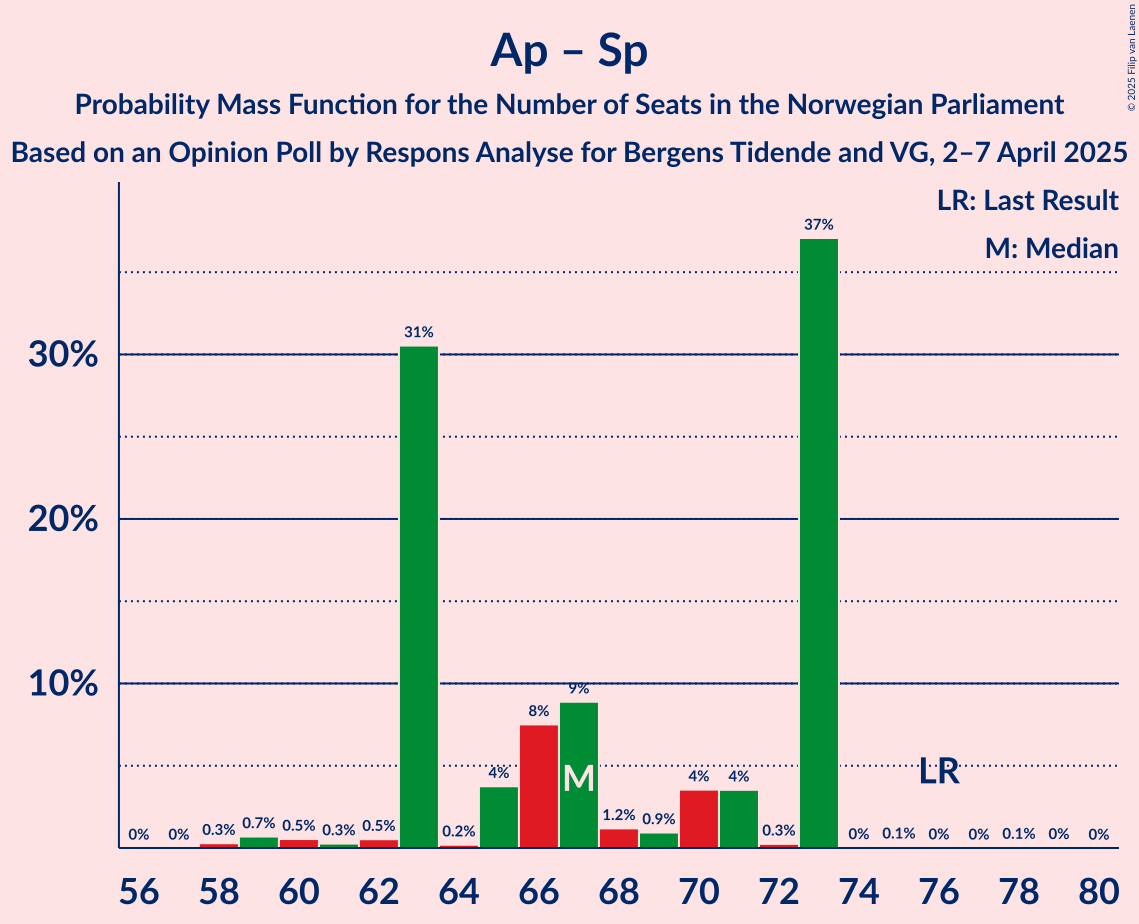 Ap – Sp
Probability Mass Function for the Number of Seats in the Norwegian Parliament
Based on an Opinion Poll by Respons Analyse for Bergens Tidende and VG, 2–7 April 2025
© 2025 Filip van Laenen
LR: Last Result
M: Median
30%
20%
10%
0% 0% 0.3% 0.7% 0.5% 0.3% 0.5% 31% 0.2% 4% 8% 9% 1.2% 0.9% 4% 4% 0.3% 37% 0% 0.1% 0% 0% 0.1% 0% 0%
M
LR
56 58 60 62 64 66 68 70 72 74 76 78 80